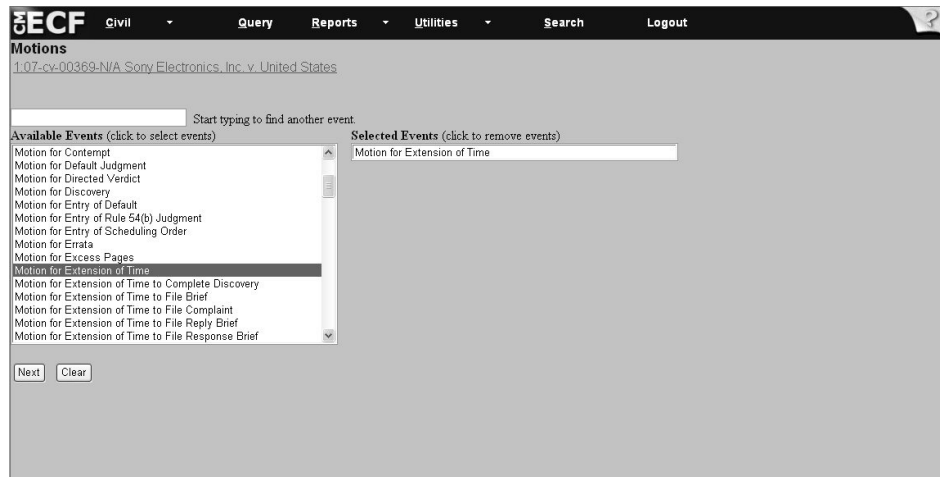 CM ECF Civil Query Reports Utilities Search Logout ?
Motions
1:07-cv-00369-N/A Sony Electronics, Inc. v. United States
Start typing to find another event.
Available Events (click to select events) Selected Events (click to remove events)
Motion for Contempt Motion for Extension of Time
Motion for Default Judgment
Motion for Directed Verdict
Motion for Discovery
Motion for Entry of Default
Motion for Entry of Rule 54(b) Judgment
Motion for Entry of Scheduling Order
Motion for Errata
Motion for Excess Pages
Motion for Extension of Time
Motion for Extension of Time to Complete Discovery
Motion for Extension of Time to File Brief
Motion for Extension of Time to File Complaint
Motion for Extension of Time to File Reply Brief
Motion for Extension of Time to File Response Brief
Next Clear